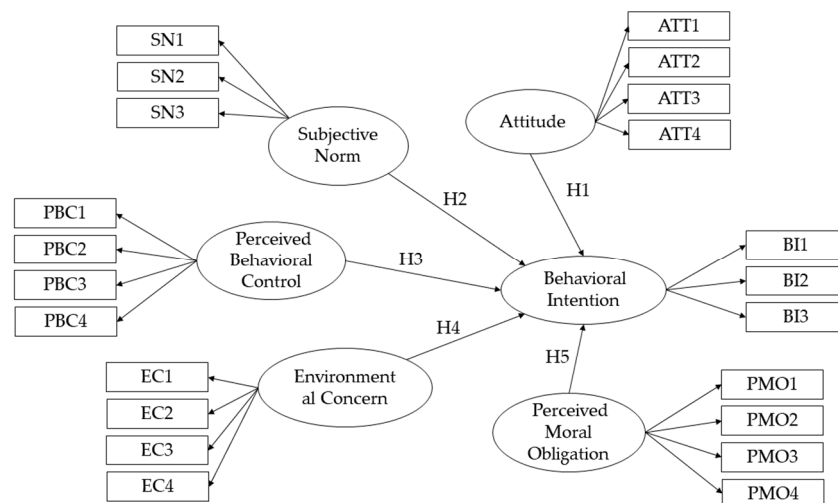 SN1
SN2
SN3
Subjective
Norm
ATT1
ATT2
ATT3
ATT4
Attitude
H1
H2
PBC1
PBC2
PBC3
PBC4
Perceived
Behavioral
Control
H3
Behavioral
Intention
BI1
BI2
BI3
H4
EC1
EC2
EC3
EC4
Environment
al Concern
H5
Perceived
Moral
Obligation
PMO1
PMO2
PMO3
PMO4